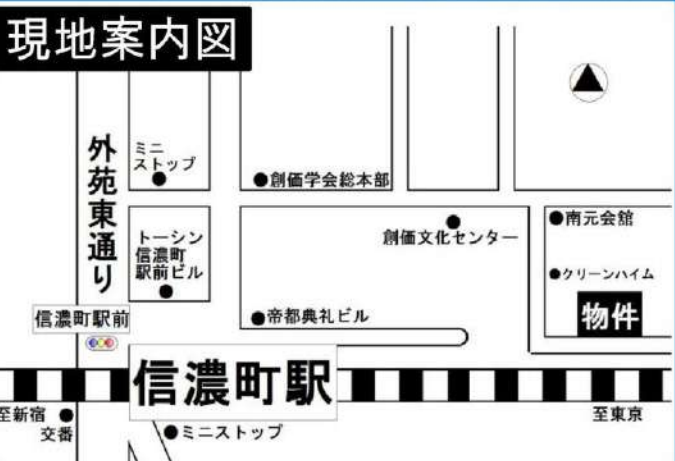 現地案内図
外苑東通り
ミニ
ストップ
●創価学会総本部
トーシン
信濃町
駅前ビル
創価文化センター
●南元会舘
●クリーンハイム
物件
信濃町駅前
●帝都典礼ビル
信濃町駅
至新宿
交番
●ミニストップ
至東京